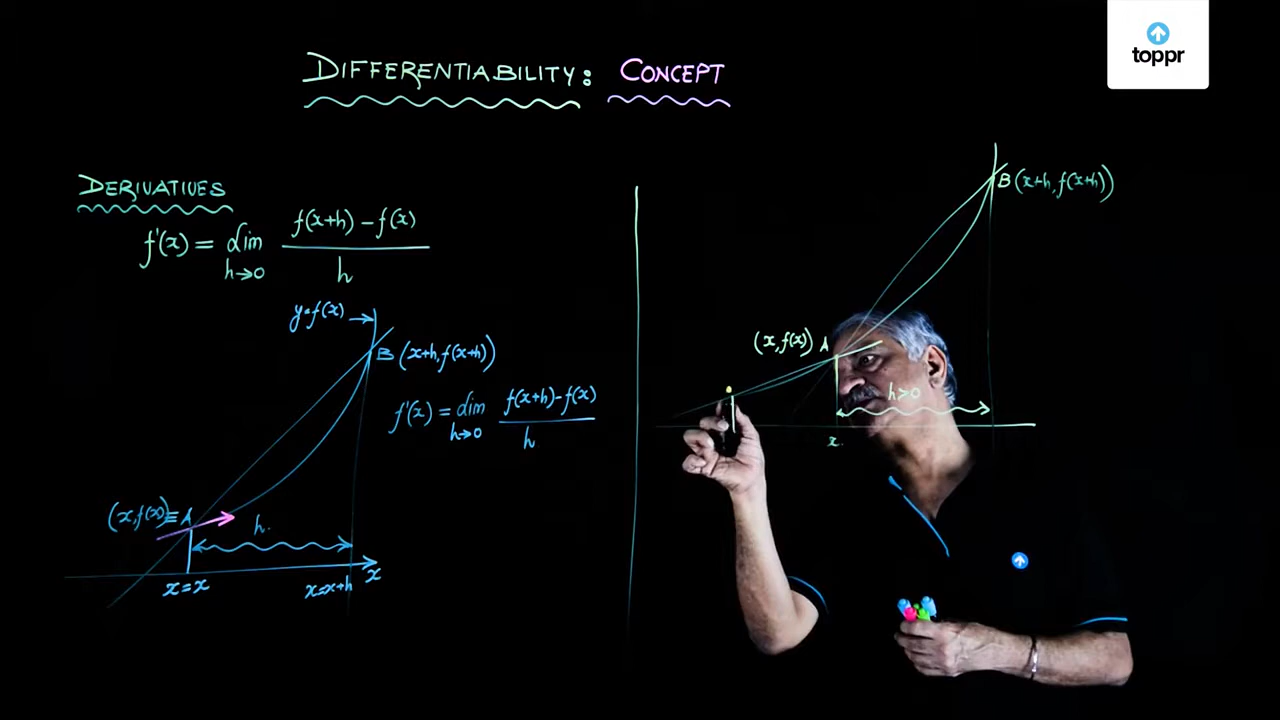 toppr
DIFFERENTIABILITY: CONCEPT
DERIVATIVES
f'(x) = lim h→0 f(x+h) – f(x) / h
y=f(x)
B (x+h, f(x+h))
f'(x) = lim h→0 f(x+h) – f(x) / h
(x, f(x)) ≡ A
h
x=x
x=x+h
x
B (x+h, f(x+h))
(x, f(x)) A
h>0
x